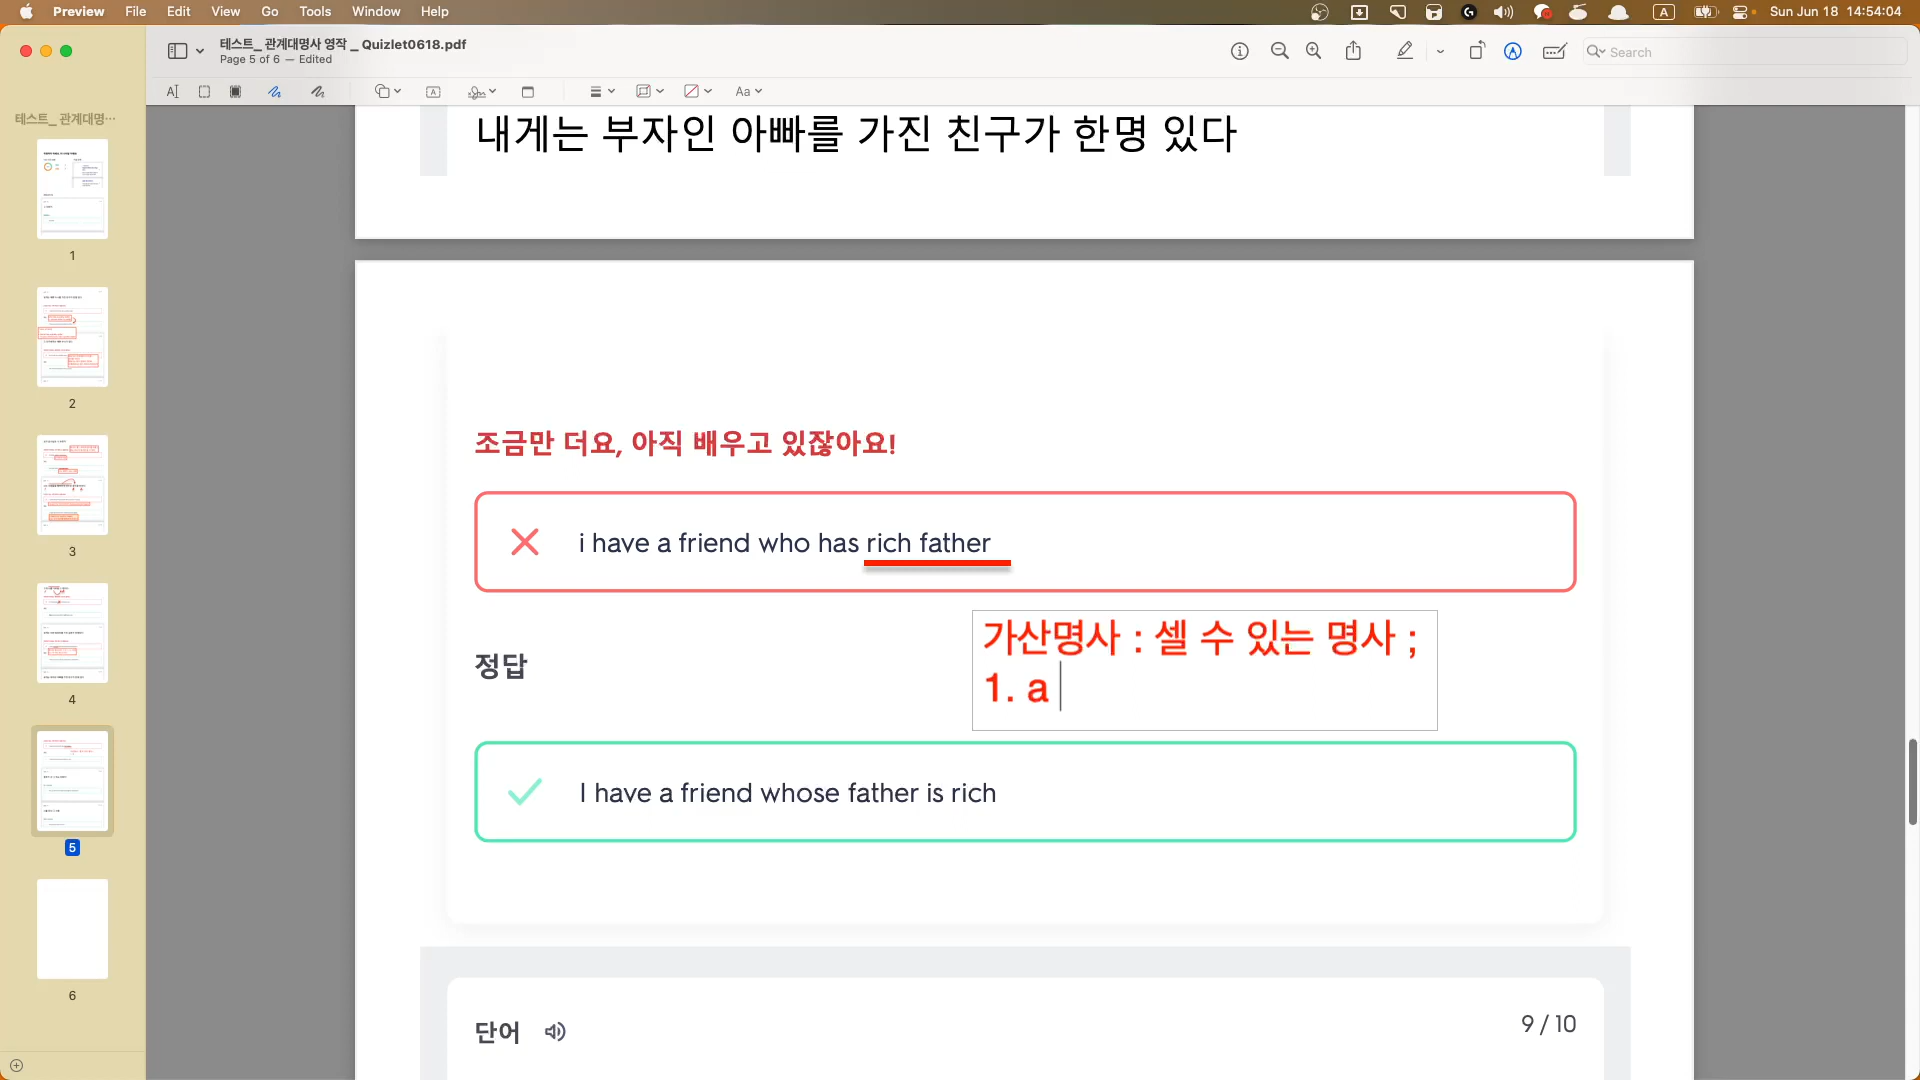 Preview File Edit View Go Tools Window Help
A
Sun Jun 18 14:54:04
테스트_ 관계대명사 영작 _ Quizlet0618.pdf
Page 5 of 6 — Edited
Search
Aa
테스트_ 관계대명…
1
2
3
4
5
6
내게는 부자인 아빠를 가진 친구가 한명 있다
조금만 더요, 아직 배우고 있잖아요!
i have a friend who has rich father
가산명사 : 셀 수 있는 명사 ;
1. a
정답
I have a friend whose father is rich
단어
9 / 10